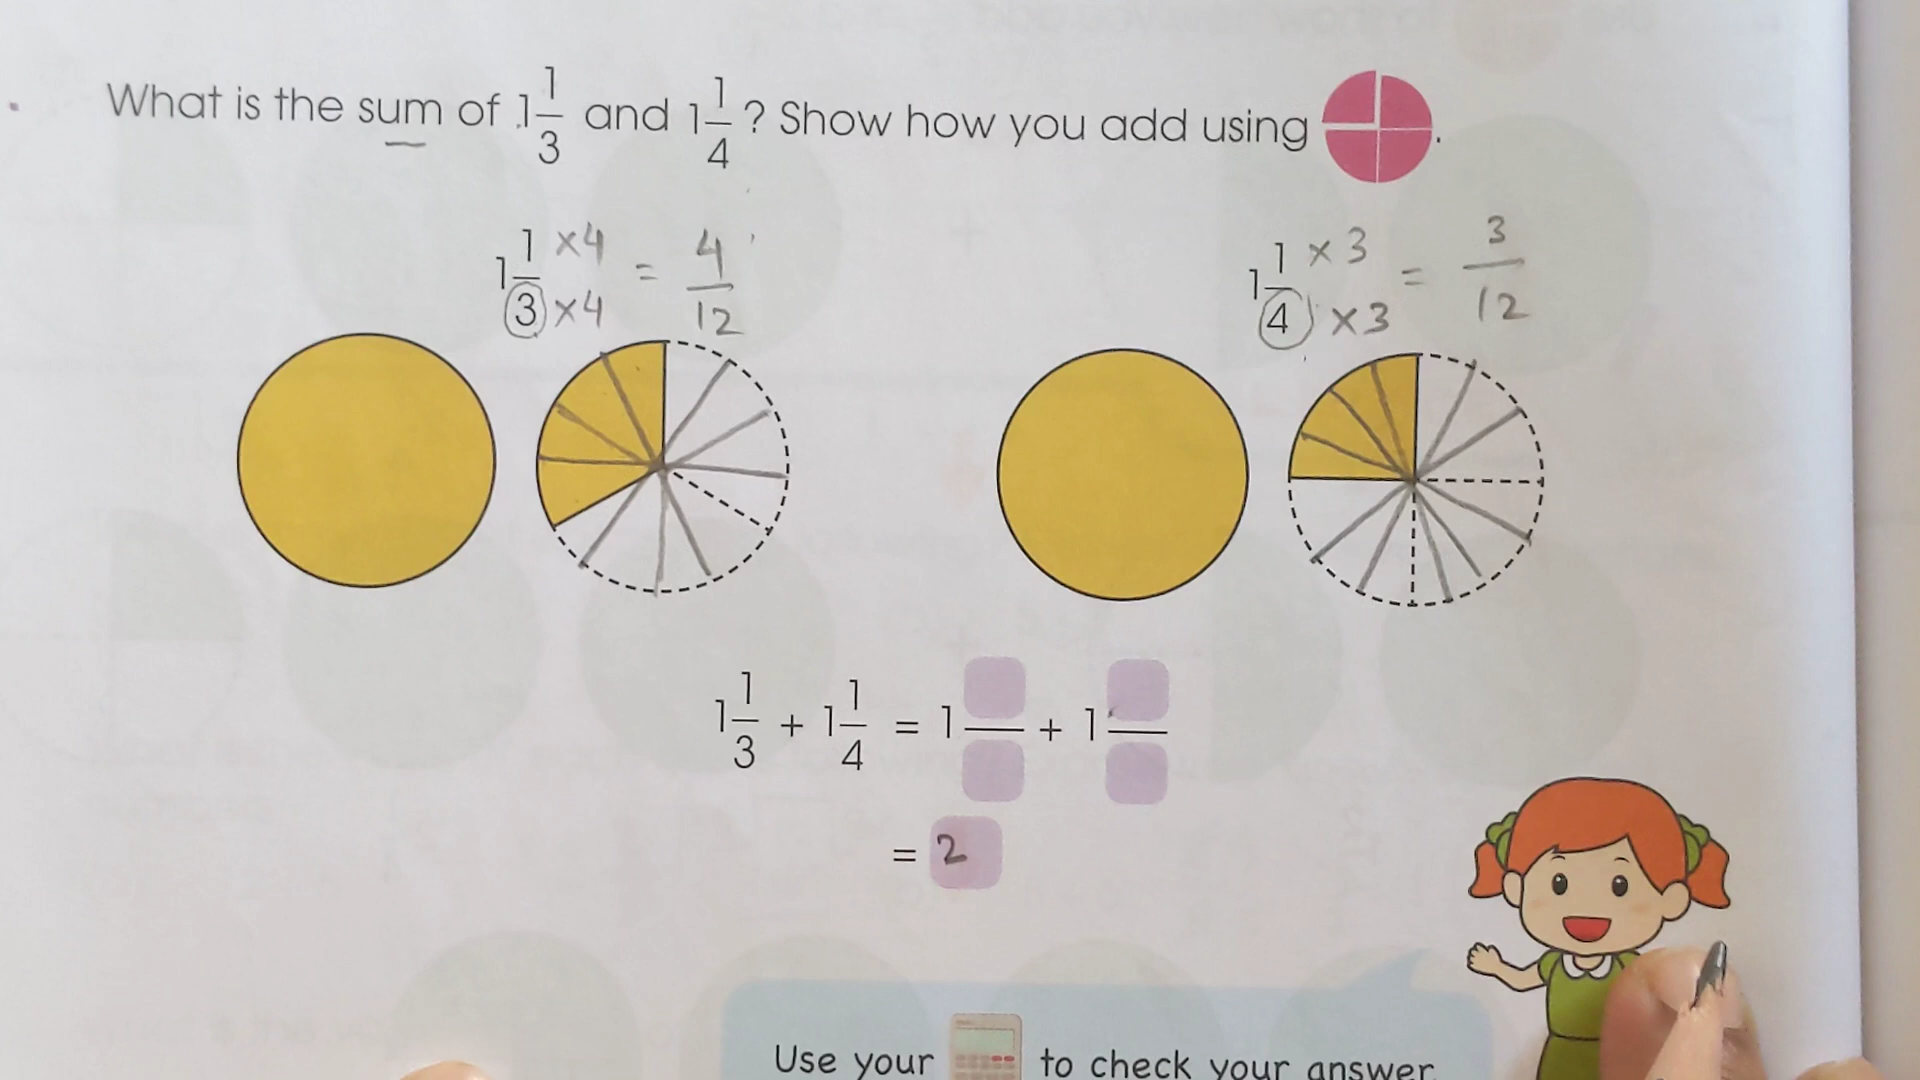 What is the sum of 1 1/3 and 1 1/4? Show how you add using .
1 1/3 ×4 ×4 = 4/12
1 1/4 ×3 ×3 = 3/12
1 1/3 + 1 1/4 = 1 + 1
= 2
Use your to check your answer.